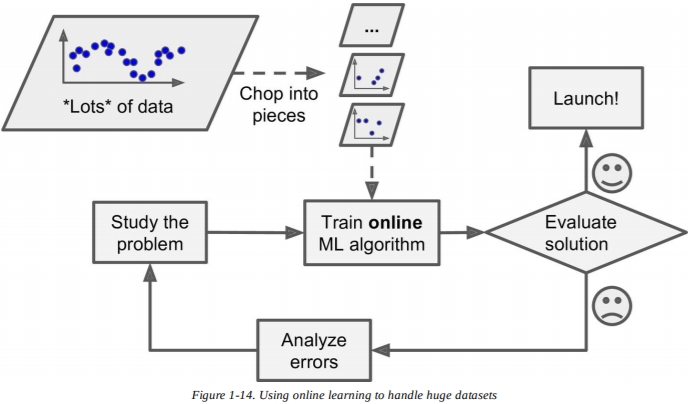 ...
*Lots* of data
Chop into
pieces
Launch!
Study the
problem
Train online
ML algorithm
Evaluate
solution
Analyze
errors
Figure 1-14. Using online learning to handle huge datasets